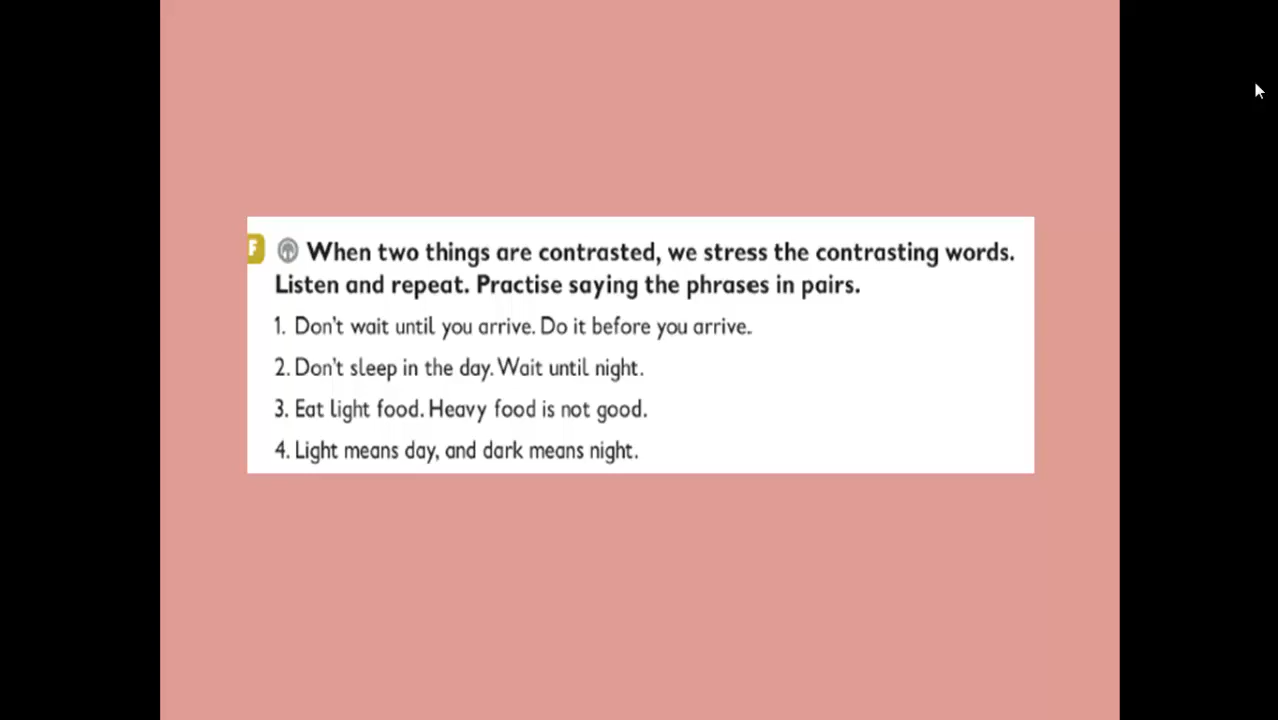 F When two things are contrasted, we stress the contrasting words.
Listen and repeat. Practise saying the phrases in pairs.
1. Don't wait until you arrive. Do it before you arrive.
2. Don't sleep in the day. Wait until night.
3. Eat light food. Heavy food is not good.
4. Light means day, and dark means night.